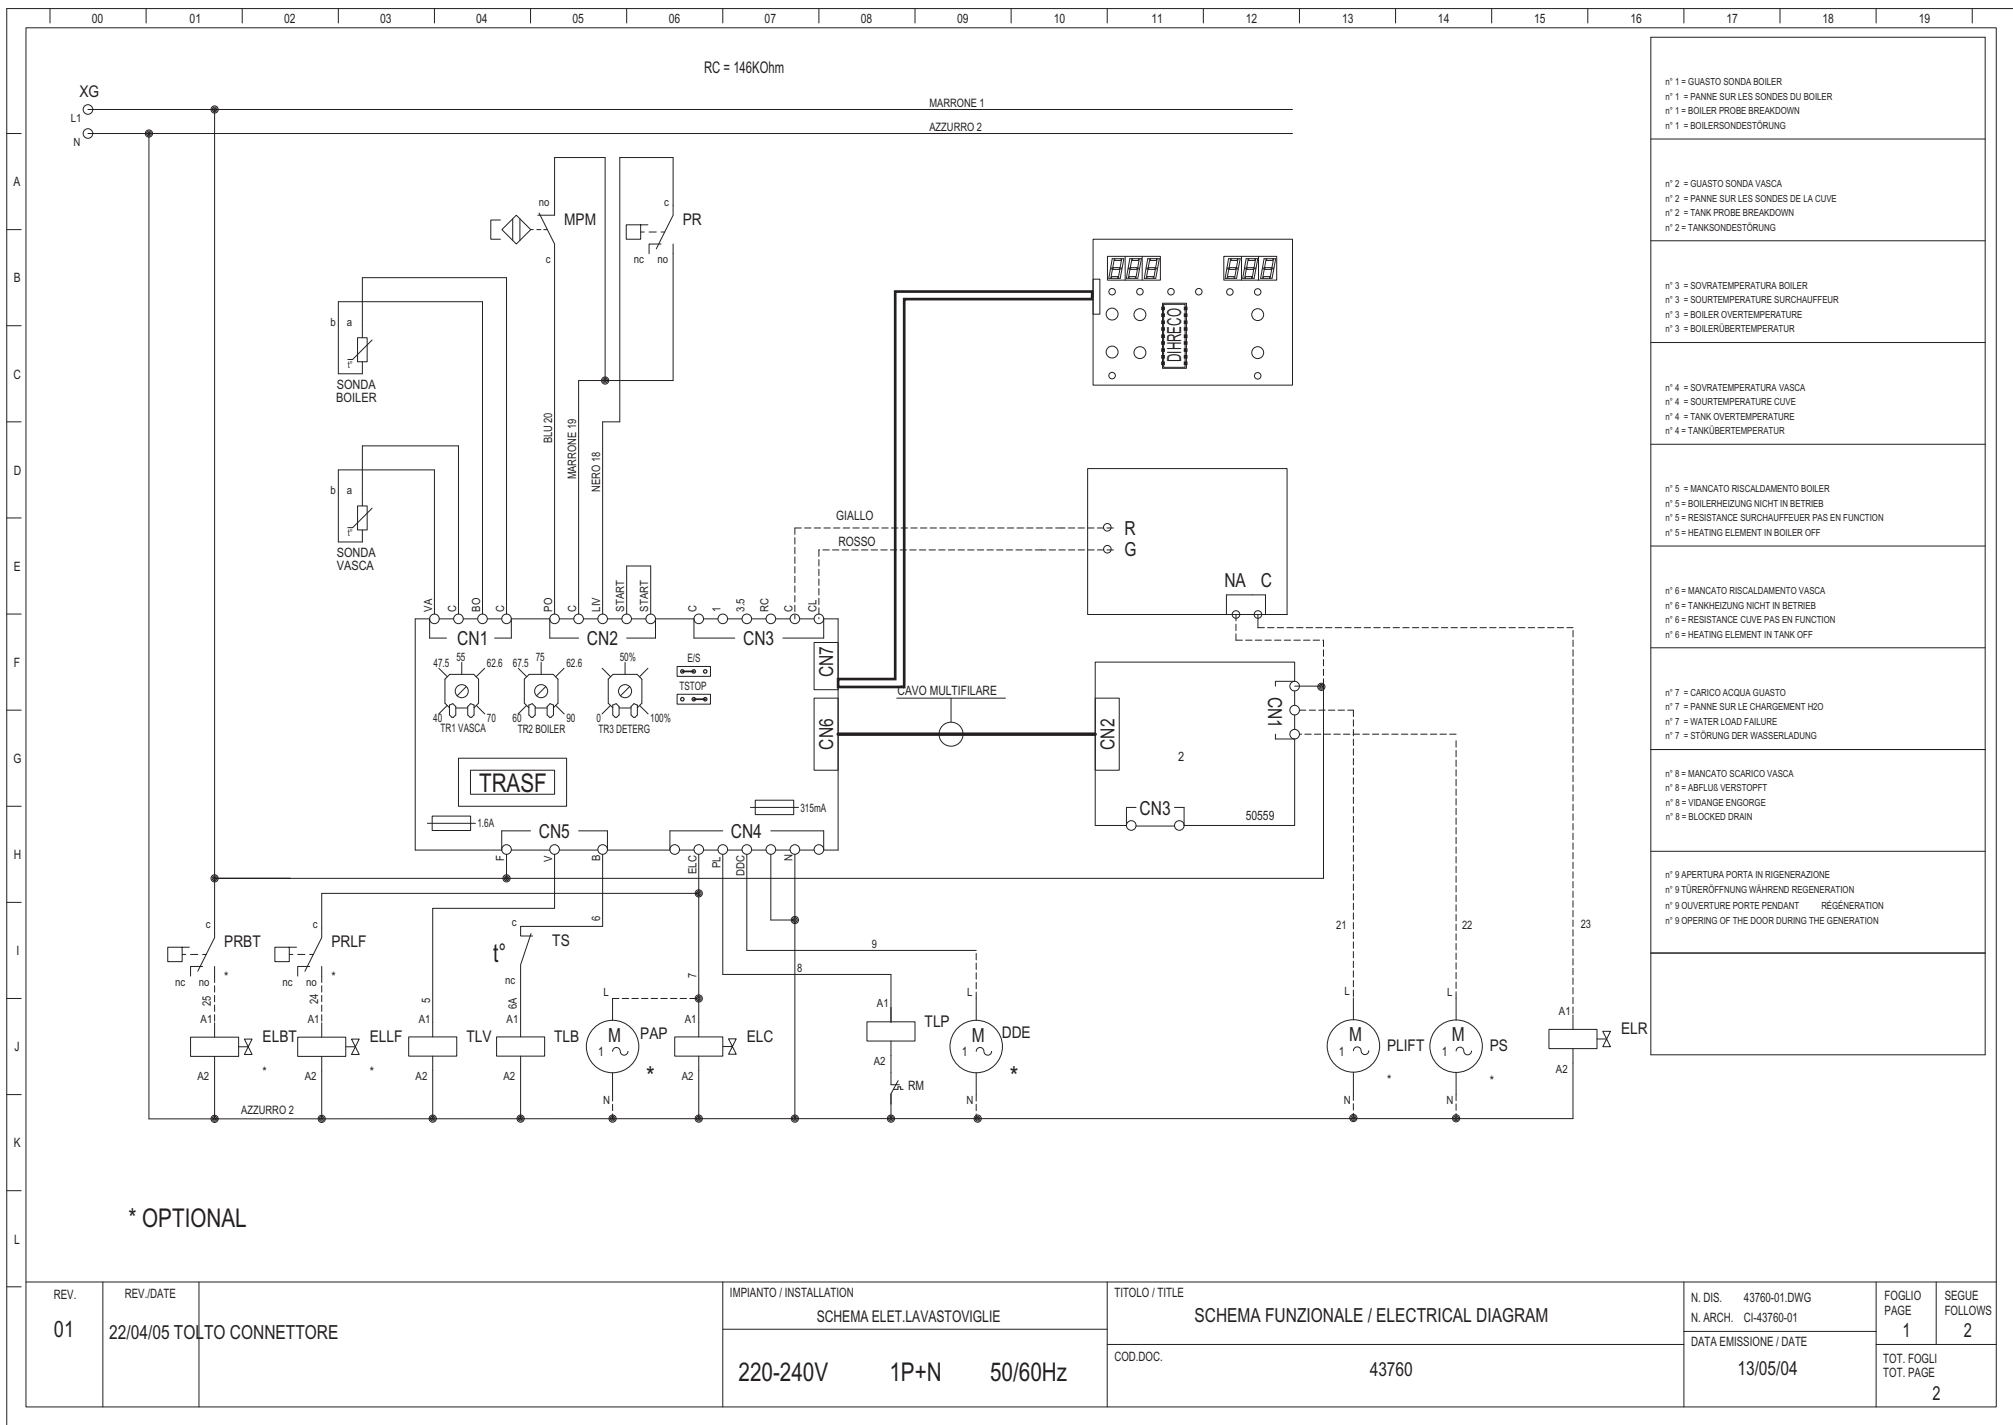 00 01 02 03 04 05 06 07 08 09 10 11 12 13 14 15 16 17 18 19
A
B
C
D
E
F
G
H
I
J
K
L
RC = 146KOhm
XG
L1
N
MARRONE 1
AZZURRO 2
no
MPM
c
c
PR
nc no
b a
t°
SONDA
BOILER
b a
t°
SONDA
VASCA
BLU 20
MARRONE 19
NERO 18
DIHRECO
GIALLO
ROSSO
R
G
NA C
VA C BO C
PO C LIV START START
C 1 3.5 RC C CL
CN1
CN2
CN3
47.5 55 62.6
40 70
TR1 VASCA
67.5 75 62.6
60 90
TR2 BOILER
50%
0 100%
TR3 DETERG
E/S
TSTOP
CN7
CN6
CAVO MULTIFILARE
CN2
CN1
2
CN3
50559
TRASF
1.6A
315mA
CN5
CN4
F V B
ELC PL DDC N
c
PRBT
nc no *
25
A1
ELBT
A2 *
c
PRLF
nc no *
24
A1
ELLF
A2 *
5
A1
TLV
A2
6
c
t° TS
nc
6A
A1
TLB
A2
L
M
1
PAP
*
N
7
A1
ELC
A2
8
A1
TLP
A2
RM
9
L
M
1
DDE
*
N
21
L
M
1
PLIFT
*
N
22
L
M
1
PS
*
N
23
A1
ELR
A2
AZZURRO 2
* OPTIONAL
n° 1 = GUASTO SONDA BOILER
n° 1 = PANNE SUR LES SONDES DU BOILER
n° 1 = BOILER PROBE BREAKDOWN
n° 1 = BOILERSONDESTÖRUNG
n° 2 = GUASTO SONDA VASCA
n° 2 = PANNE SUR LES SONDES DE LA CUVE
n° 2 = TANK PROBE BREAKDOWN
n° 2 = TANKSONDESTÖRUNG
n° 3 = SOVRATEMPERATURA BOILER
n° 3 = SOURTEMPERATURE SURCHAUFFEUR
n° 3 = BOILER OVERTEMPERATURE
n° 3 = BOILERÜBERTEMPERATUR
n° 4 = SOVRATEMPERATURA VASCA
n° 4 = SOURTEMPERATURE CUVE
n° 4 = TANK OVERTEMPERATURE
n° 4 = TANKÜBERTEMPERATUR
n° 5 = MANCATO RISCALDAMENTO BOILER
n° 5 = BOILERHEIZUNG NICHT IN BETRIEB
n° 5 = RESISTANCE SURCHAUFFEUER PAS EN FUNCTION
n° 5 = HEATING ELEMENT IN BOILER OFF
n° 6 = MANCATO RISCALDAMENTO VASCA
n° 6 = TANKHEIZUNG NICHT IN BETRIEB
n° 6 = RESISTANCE CUVE PAS EN FUNCTION
n° 6 = HEATING ELEMENT IN TANK OFF
n° 7 = CARICO ACQUA GUASTO
n° 7 = PANNE SUR LE CHARGEMENT H2O
n° 7 = WATER LOAD FAILURE
n° 7 = STÖRUNG DER WASSERLADUNG
n° 8 = MANCATO SCARICO VASCA
n° 8 = ABFLUß VERSTOPFT
n° 8 = VIDANGE ENGORGE
n° 8 = BLOCKED DRAIN
n° 9 APERTURA PORTA IN RIGENERAZIONE
n° 9 TÜRERÖFFNUNG WÄHREND REGENERATION
n° 9 OUVERTURE PORTE PENDANT RÉGÉNERATION
n° 9 OPERING OF THE DOOR DURING THE GENERATION
REV.
01
REV./DATE
22/04/05 TOLTO CONNETTORE
IMPIANTO / INSTALLATION
SCHEMA ELET.LAVASTOVIGLIE
220-240V 1P+N 50/60Hz
TITOLO / TITLE
SCHEMA FUNZIONALE / ELECTRICAL DIAGRAM
COD.DOC.
43760
N. DIS. 43760-01.DWG
N. ARCH. CI-43760-01
DATA EMISSIONE / DATE
13/05/04
FOGLIO
PAGE
1
SEGUE
FOLLOWS
2
TOT. FOGLI
TOT. PAGE
2